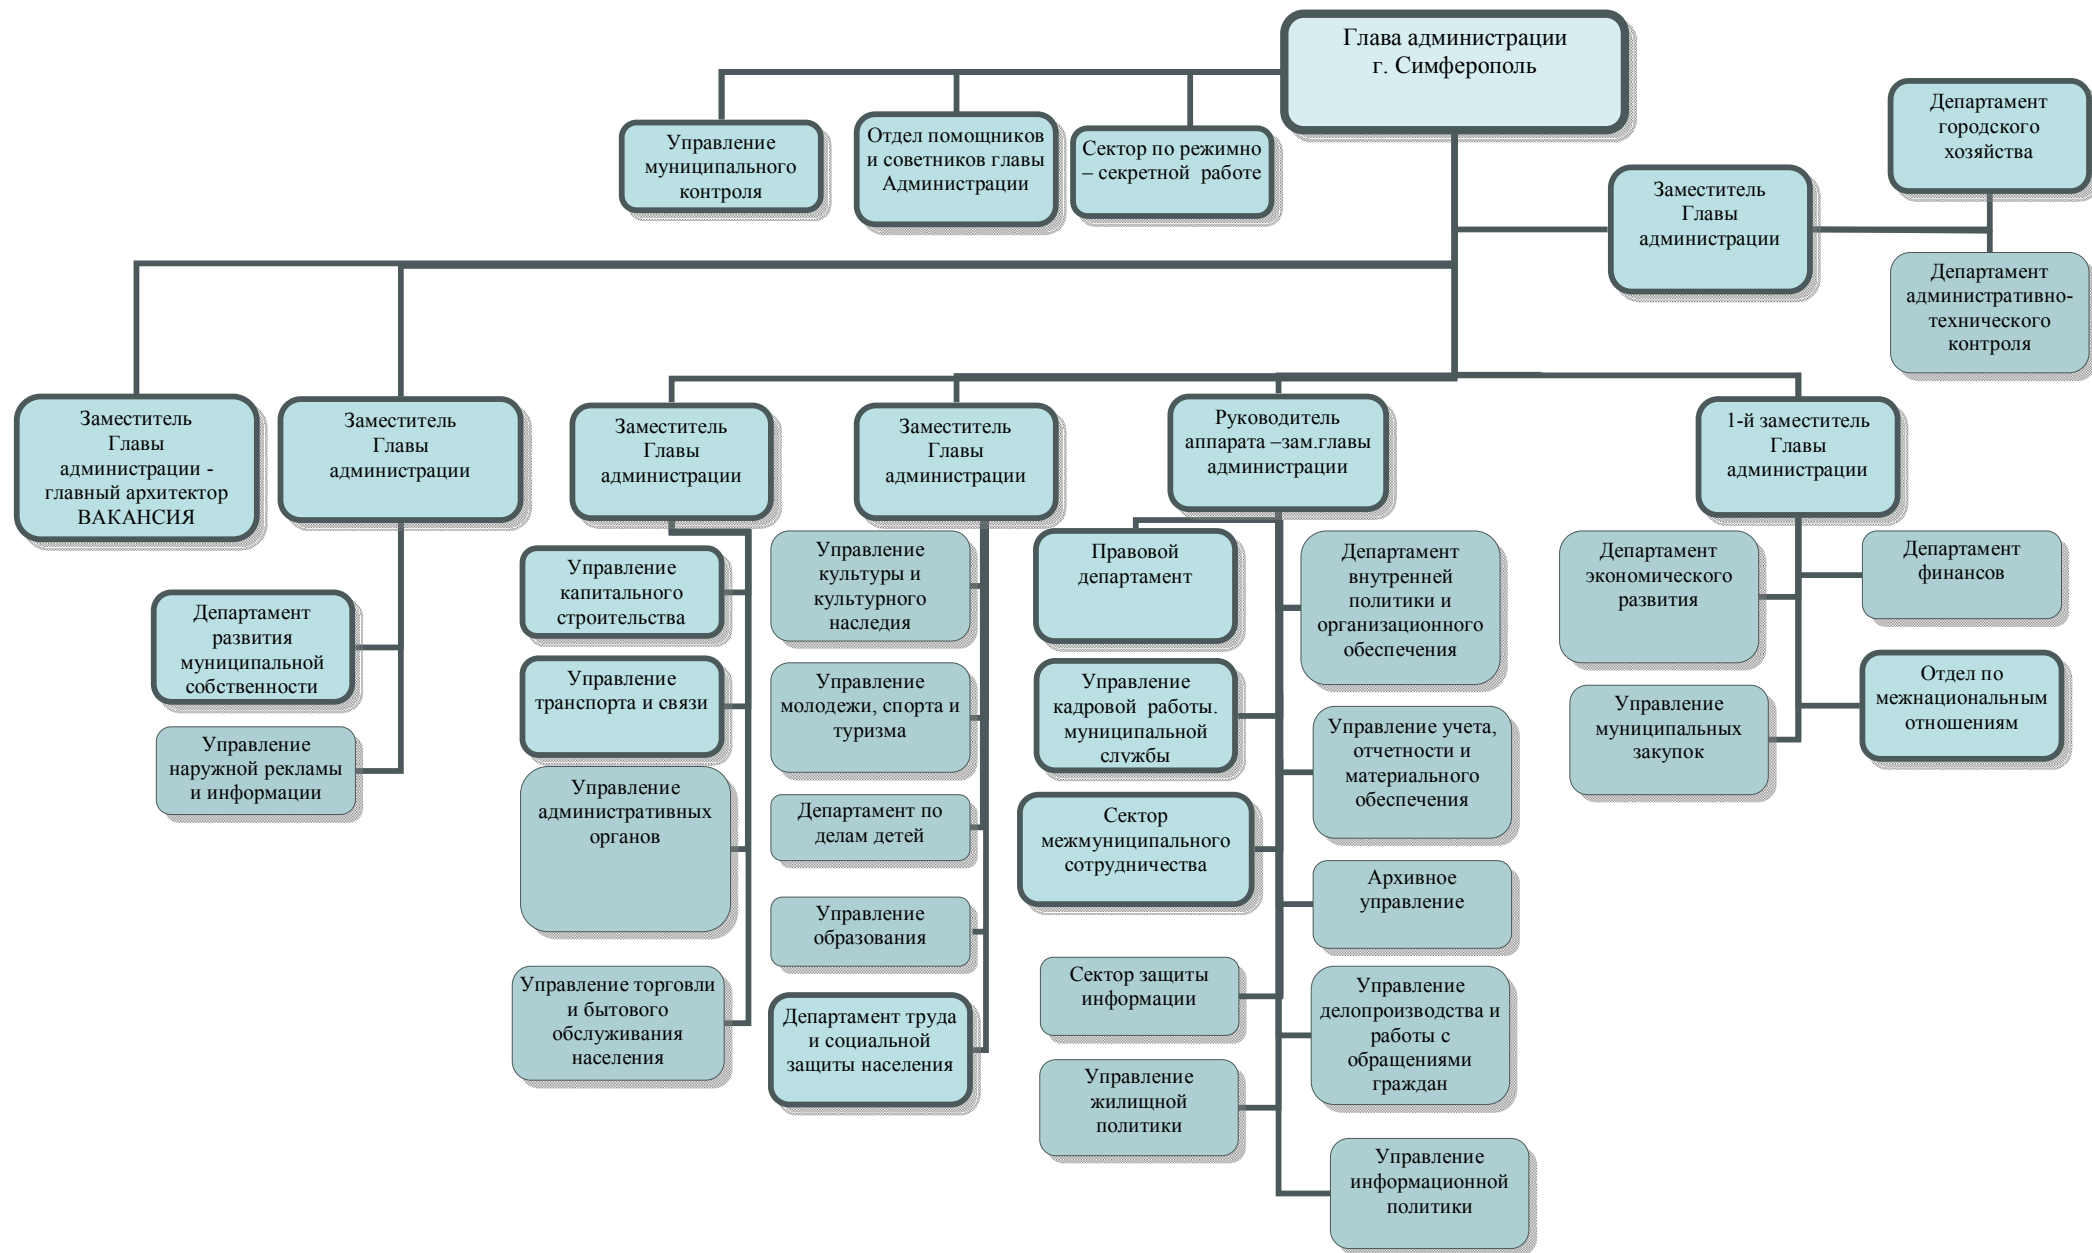 Глава администрации
г. Симферополь
Управление
муниципального
контроля
Отдел помощников
и советников главы
Администрации
Сектор по режимно
– секретной работе
Департамент
городского
хозяйства
Заместитель
Главы
администрации
Департамент
административно-
технического
контроля
Заместитель
Главы
администрации -
главный архитектор
ВАКАНСИЯ
Заместитель
Главы
администрации
Заместитель
Главы
администрации
Заместитель
Главы
администрации
Руководитель
аппарата –зам.главы
администрации
1-й заместитель
Главы
администрации
Департамент
развития
муниципальной
собственности
Управление
наружной рекламы
и информации
Управление
капитального
строительства
Управление
транспорта и связи
Управление
административных
органов
Управление торговли
и бытового
обслуживания
населения
Управление
культуры и
культурного
наследия
Управление
молодежи, спорта и
туризма
Департамент по
делам детей
Управление
образования
Департамент труда
и социальной
защиты населения
Правовой
департамент
Управление
кадровой работы.
муниципальной
службы
Сектор
межмуниципального
сотрудничества
Сектор защиты
информации
Управление
жилищной
политики
Департамент
внутренней
политики и
организационного
обеспечения
Управление учета,
отчетности и
материального
обеспечения
Архивное
управление
Управление
делопроизводства и
работы с
обращениями
граждан
Управление
информационной
политики
Департамент
экономического
развития
Управление
муниципальных
закупок
Департамент
финансов
Отдел по
межнациональным
отношениям